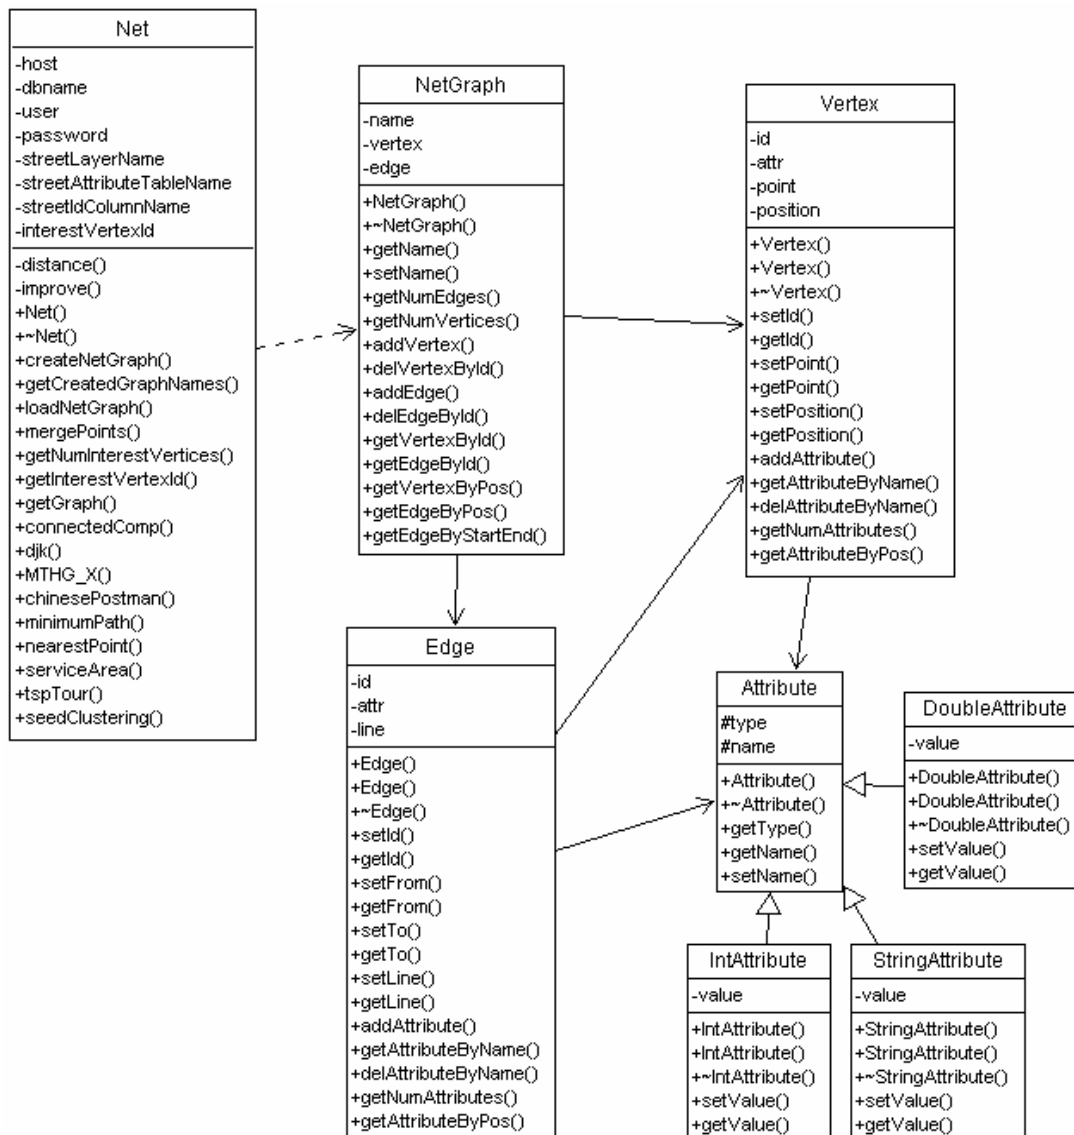 Net
-host
-dbname
-user
-password
-streetLayerName
-streetAttributeTableName
-streetIdColumnName
-interestVertexId
-distance()
-improve()
+Net()
+~Net()
+createNetGraph()
+getCreatedGraphNames()
+loadNetGraph()
+mergePoints()
+getNumInterestVertices()
+getInterestVertexId()
+getGraph()
+connectedComp()
+djk()
+MTHG_X()
+chinesePostman()
+minimumPath()
+nearestPoint()
+serviceArea()
+tspTour()
+seedClustering()
NetGraph
-name
-vertex
-edge
+NetGraph()
+~NetGraph()
+getName()
+setName()
+getNumEdges()
+getNumVertices()
+addVertex()
+delVertexById()
+addEdge()
+delEdgeById()
+getVertexById()
+getEdgeById()
+getVertexByPos()
+getEdgeByPos()
+getEdgeByStartEnd()
Vertex
-id
-attr
-point
-position
+Vertex()
+Vertex()
+~Vertex()
+setId()
+getId()
+setPoint()
+getPoint()
+setPosition()
+getPosition()
+addAttribute()
+getAttributeByName()
+delAttributeByName()
+getNumAttributes()
+getAttributeByPos()
Edge
-id
-attr
-line
+Edge()
+Edge()
+~Edge()
+setId()
+getId()
+setFrom()
+getFrom()
+setTo()
+getTo()
+setLine()
+getLine()
+addAttribute()
+getAttributeByName()
+delAttributeByName()
+getNumAttributes()
+getAttributeByPos()
Attribute
#type
#name
+Attribute()
+~Attribute()
+getType()
+getName()
+setName()
DoubleAttribute
-value
+DoubleAttribute()
+DoubleAttribute()
+~DoubleAttribute()
+setValue()
+getValue()
IntAttribute
-value
+IntAttribute()
+IntAttribute()
+~IntAttribute()
+setValue()
+getValue()
StringAttribute
-value
+StringAttribute()
+StringAttribute()
+~StringAttribute()
+setValue()
+getValue()